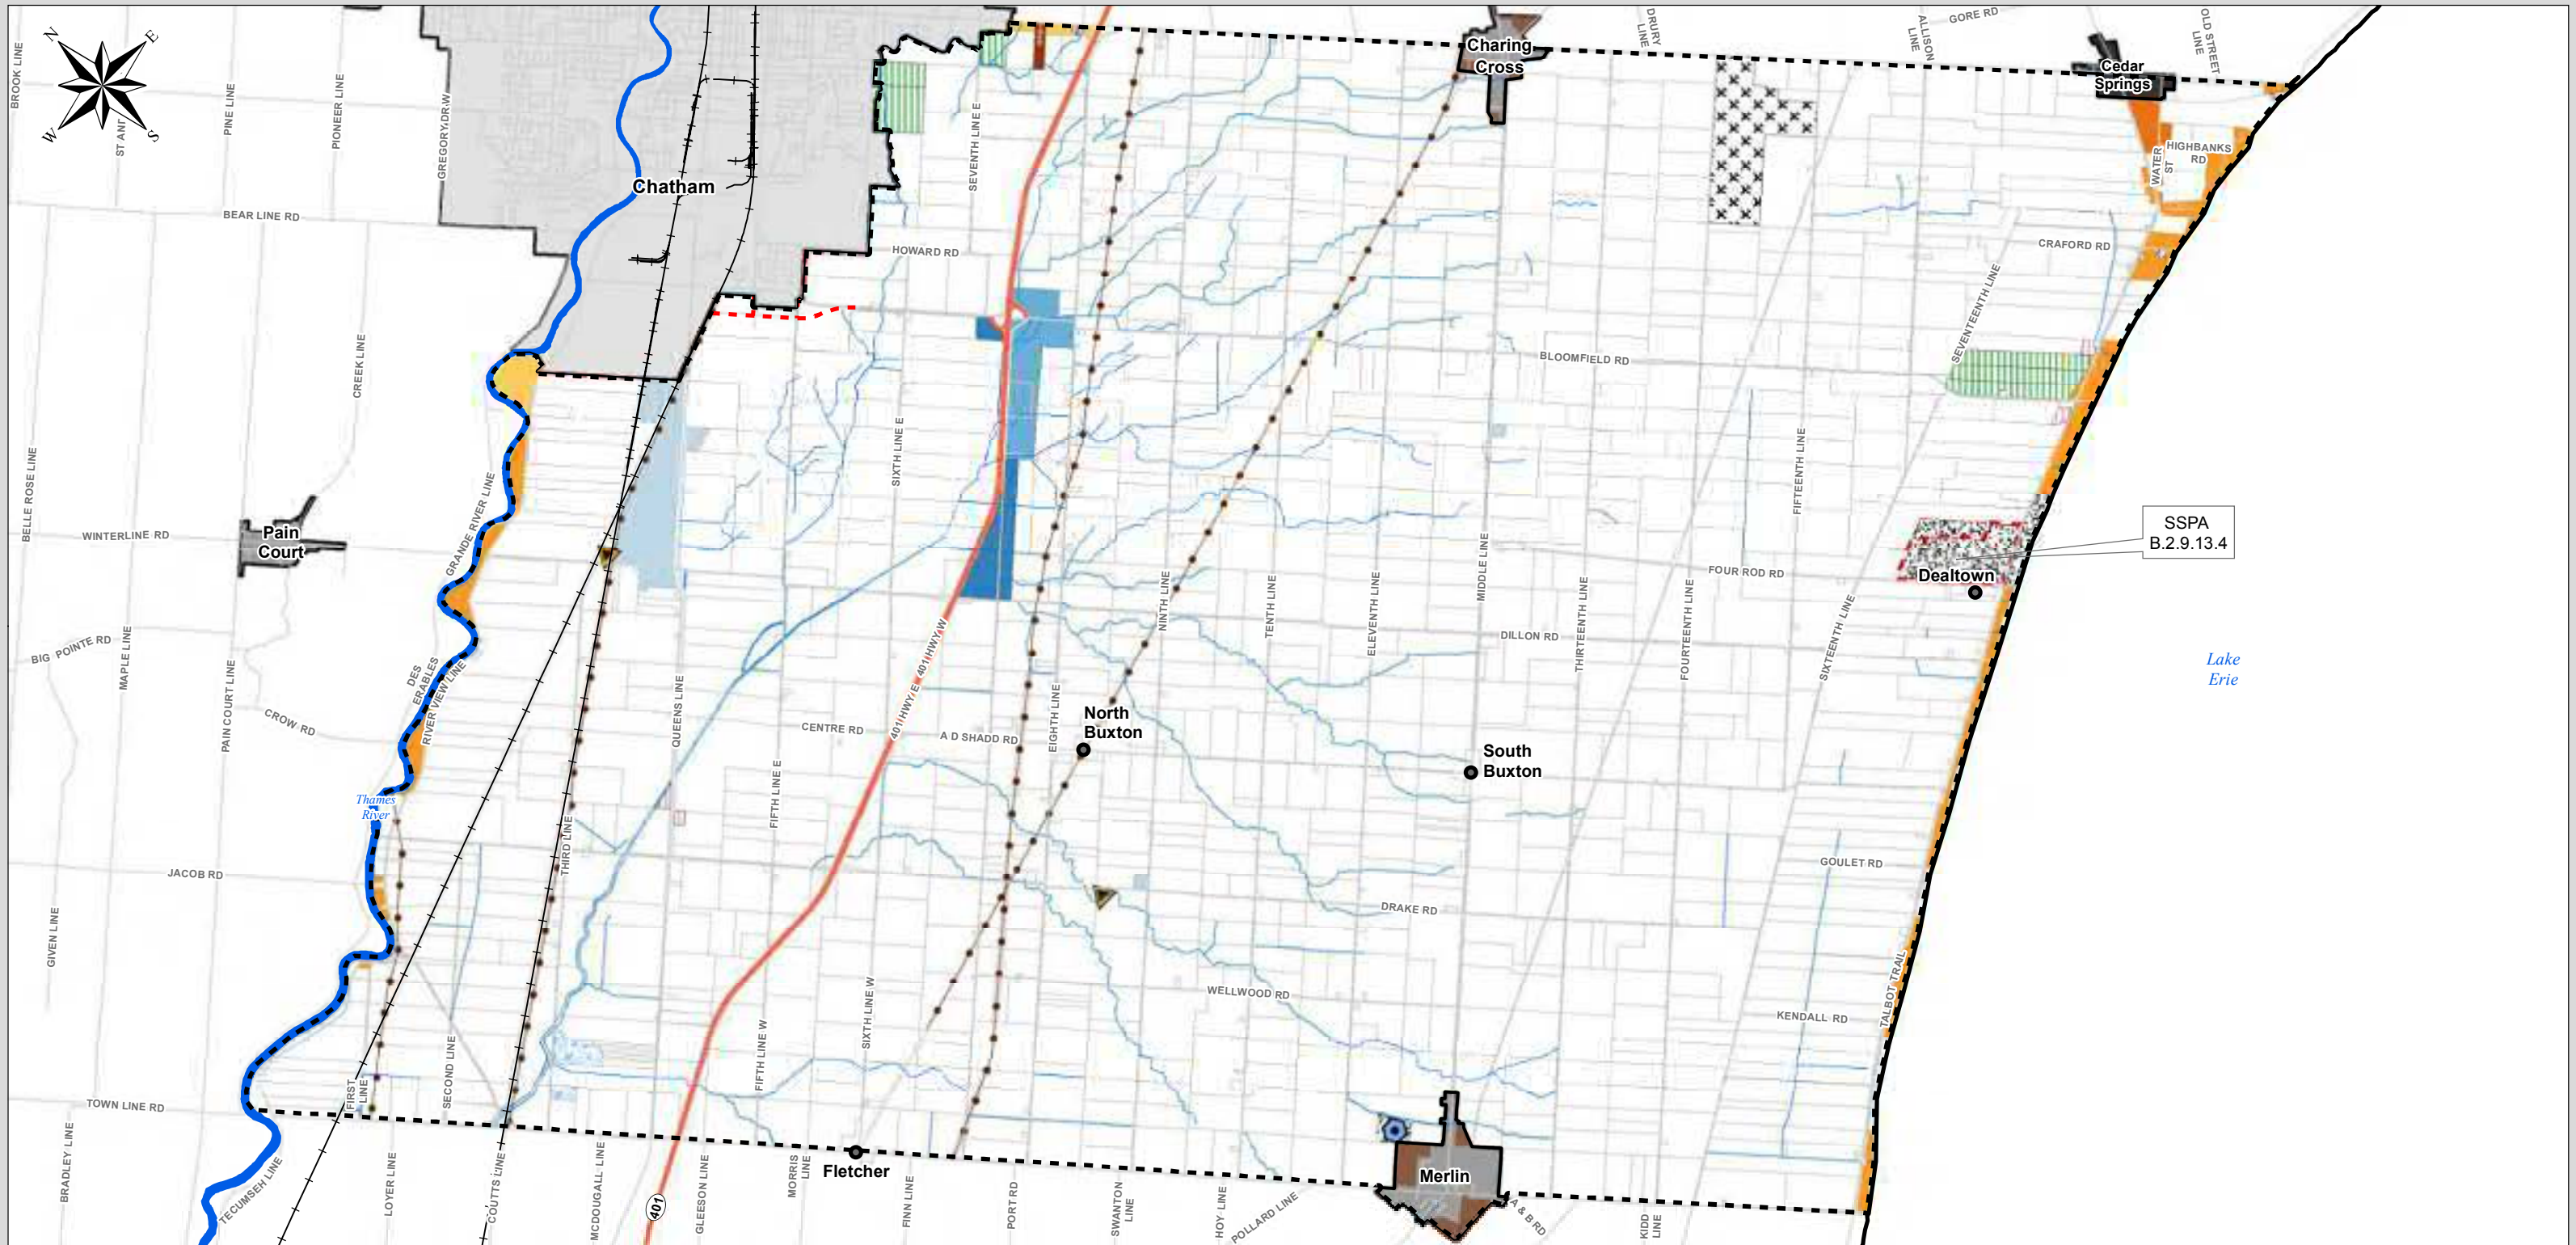 N
E
W
S
BROOK LINE
ST ANT
PINE LINE
PIONEER LINE
GREGORY DR W
SEVENTH LINE E
Charing
Cross
DRURY
LINE
ALLISON
LINE
GORE RD
OLD STREET
LINE
Cedar
Springs
WATER
ST
HIGHBANKS
RD
Chatham
BEAR LINE RD
HOWARD RD
CRAFORD RD
SEVENTEENTH LINE
BLOOMFIELD RD
CREEK LINE
SIXTH LINE E
FIFTEENTH LINE
BELLE ROSE LINE
WINTERLINE RD
Pain
Court
GRANDE RIVER LINE
SSPA
B.2.9.13.4
Dealtown
FOUR ROD RD
MIDDLE LINE
NINTH LINE
TENTH LINE
ELEVENTH LINE
THIRTEENTH LINE
FOURTEENTH LINE
SIXTEENTH LINE
DILLON RD
BIG POINTE RD
MAPLE LINE
PAIN COURT LINE
DES
ERABLES
RIVER VIEW LINE
CROW RD
QUEENS LINE
401 HWY E
401 HWY W
Lake
Erie
CENTRE RD
A D SHADD RD
EIGHTH LINE
North
Buxton
South
Buxton
FIFTH LINE E
THIRD LINE
Thames
River
JACOB RD
GOULET RD
DRAKE RD
GIVEN LINE
TALBOT TRAIL
WELLWOOD RD
KENDALL RD
SIXTH LINE W
FIFTH LINE W
SECOND LINE
FIRST
LINE
TOWN LINE RD
BRADLEY LINE
TECUMSEH LINE
LOYER LINE
COUTTS LINE
MCDOUGALL LINE
401
GLEESON LINE
MORRIS
LINE
Fletcher
FINN LINE
PORT RD
SWANTON
LINE
HOY LINE
POLLARD LINE
Merlin
A & B RD
KIDD
LINE